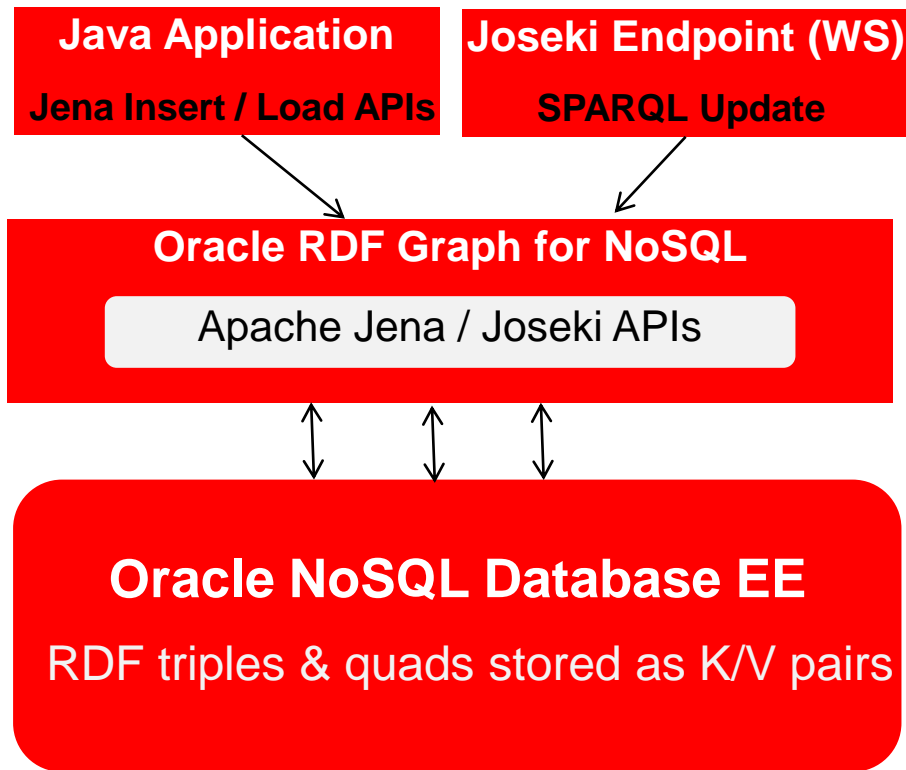 Java Application
Jena Insert / Load APIs
Joseki Endpoint (WS)
SPARQL Update
Oracle RDF Graph for NoSQL
Apache Jena / Joseki APIs
Oracle NoSQL Database EE
RDF triples & quads stored as K/V pairs